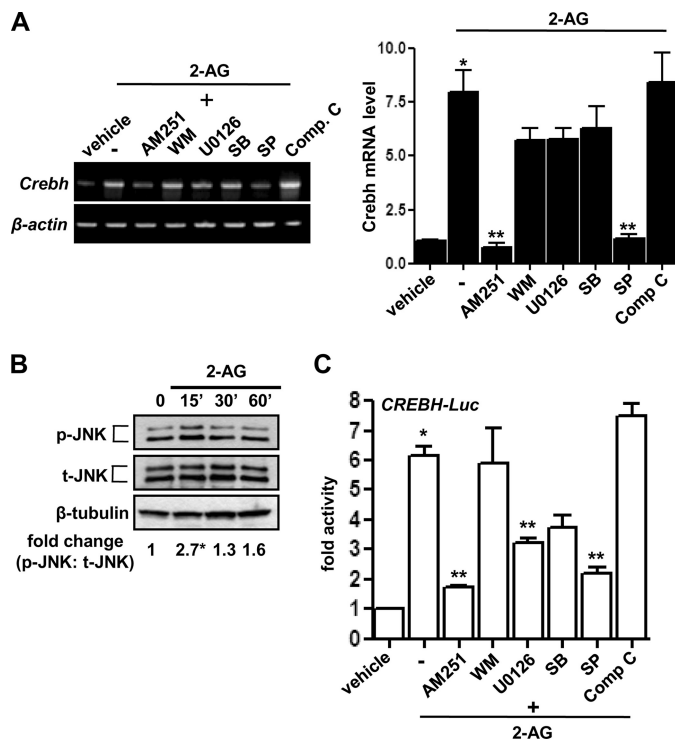 A
2-AG
+
vehicle - AM251 WM U0126 SB SP Comp. C
Crebh
β-actin
2-AG
Crebh mRNA level
10.0
7.5
5.0
2.5
0.0
*
**
**
vehicle - AM251 WM U0126 SB SP Comp C
B
2-AG
0 15’ 30’ 60’
p-JNK
t-JNK
β-tubulin
fold change 1 2.7* 1.3 1.6
(p-JNK: t-JNK)
C
CREBH-Luc
fold activity
8
7
6
5
4
3
2
1
0
*
**
**
**
vehicle - AM251 WM U0126 SB SP Comp C
+
2-AG